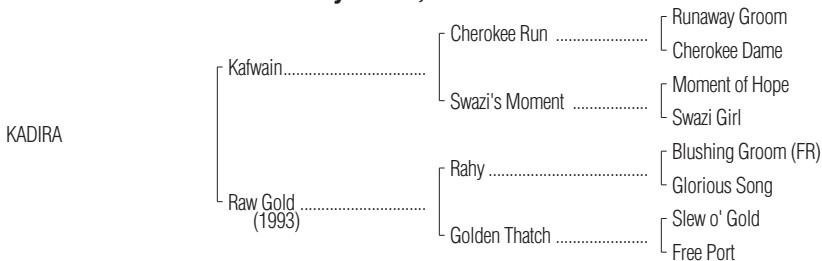 Runaway Groom
Cherokee Run ....................
Cherokee Dame
Kafwain................................
Moment of Hope
Swazi's Moment .................
Swazi Girl
KADIRA
Blushing Groom (FR)
Rahy ....................................
Glorious Song
Raw Gold ............................
(1993)
Slew o' Gold
Golden Thatch .....................
Free Port